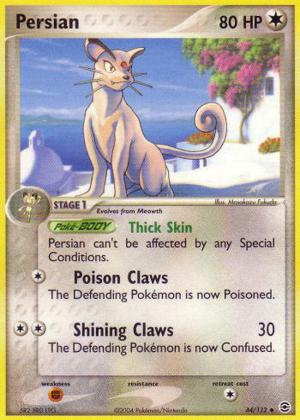 Persian 80 HP
Illus. Masakazu Fukuda
STAGE 1
Evolves from Meowth
Poké-BODY Thick Skin
Persian can't be affected by any Special
Conditions.
Poison Claws
The Defending Pokémon is now Poisoned.
Shining Claws 30
The Defending Pokémon is now Confused.
weakness resistance retreat cost
©2004 Pokémon/Nintendo 44/112